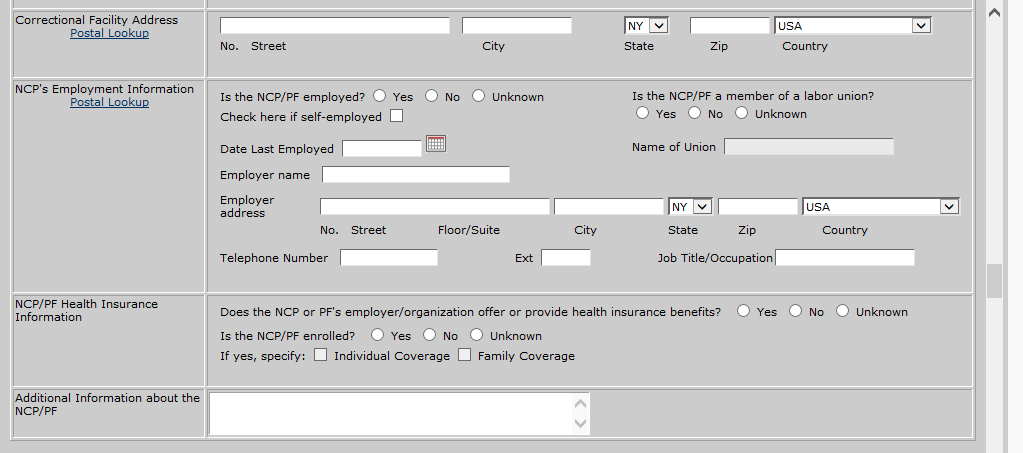 Correctional Facility Address
Postal Lookup
NY
USA
No. Street City State Zip Country
NCP's Employment Information
Postal Lookup
Is the NCP/PF employed? Yes No Unknown
Check here if self-employed
Is the NCP/PF a member of a labor union?
Yes No Unknown
Date Last Employed
Name of Union
Employer name
Employer
address
NY
USA
No. Street Floor/Suite City State Zip Country
Telephone Number Ext Job Title/Occupation
NCP/PF Health Insurance
Information
Does the NCP or PF's employer/organization offer or provide health insurance benefits? Yes No Unknown
Is the NCP/PF enrolled? Yes No Unknown
If yes, specify: Individual Coverage Family Coverage
Additional Information about the
NCP/PF